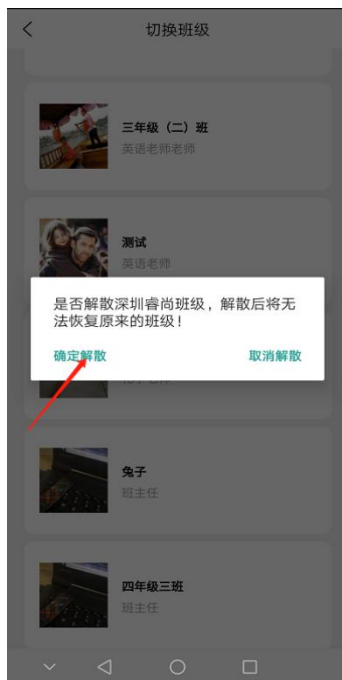 切换班级
三年级（二）班
英语老师老师
测试
英语老师
是否解散深圳睿尚班级，解散后将无
法恢复原来的班级！
确定解散
取消解散
兔子
班主任
四年级三班
班主任